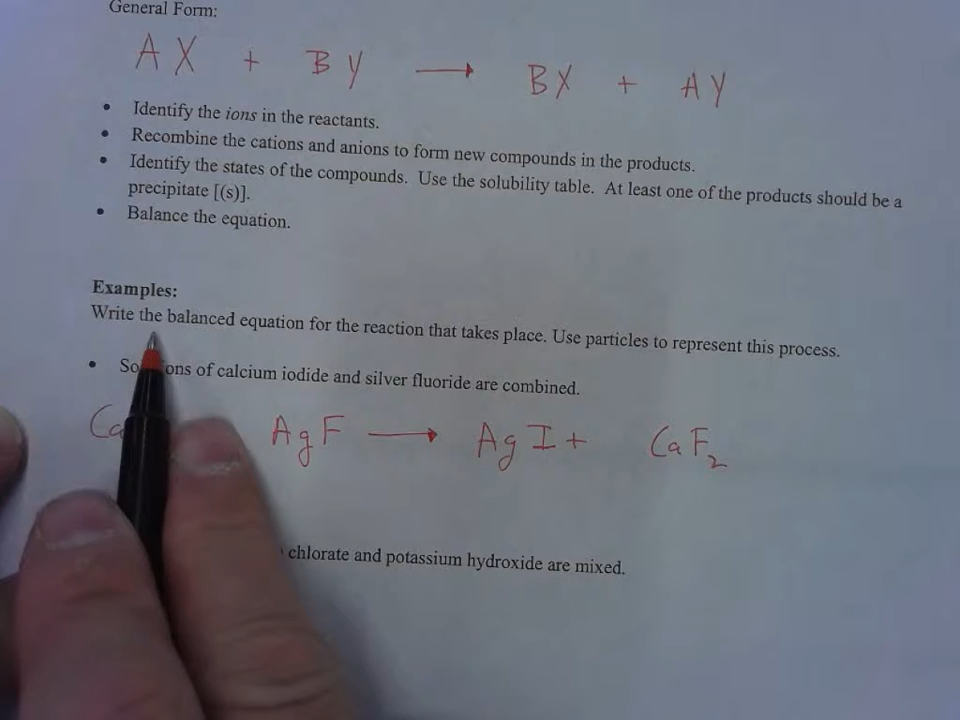 General Form:
AX + BY → BX + AY
• Identify the ions in the reactants.
• Recombine the cations and anions to form new compounds in the products.
• Identify the states of the compounds. Use the solubility table. At least one of the products should be a
precipitate [(s)].
• Balance the equation.
Examples:
Write the balanced equation for the reaction that takes place. Use particles to represent this process.
• of calcium iodide and silver fluoride are combined.
Ca AgF → AgI + CaF₂
chlorate and potassium hydroxide are mixed.